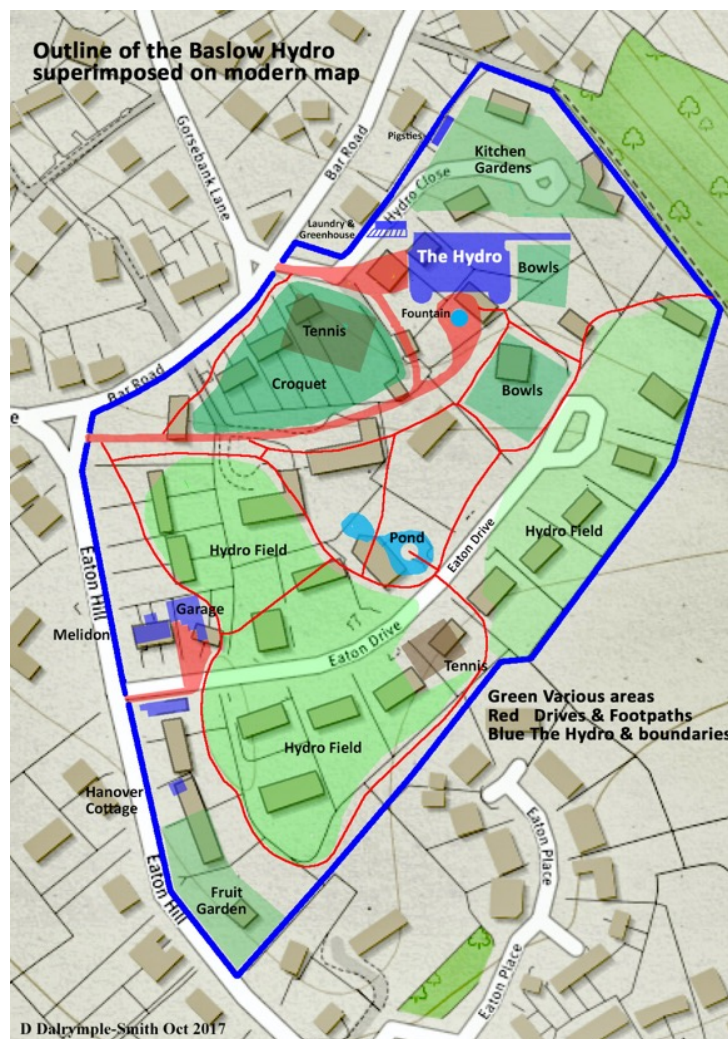 Outline of the Baslow Hydro
superimposed on modern map
Gorsebank Lane
Bar Road
Pigsties
Kitchen
Gardens
Hydro Close
Laundry &
Greenhouse
The Hydro
Bowls
Fountain
Tennis
Croquet
Bowls
Bar Road
e
Hydro Field
Pond
Eaton Drive
Hydro Field
Eaton Hill
Garage
Melidon
Eaton Drive
Tennis
Green Various areas
Red Drives & Footpaths
Blue The Hydro & boundaries
Hydro Field
Hanover
Cottage
Eaton Place
Eaton Hill
Fruit
Garden
Eaton Place
D Dalrymple-Smith Oct 2017